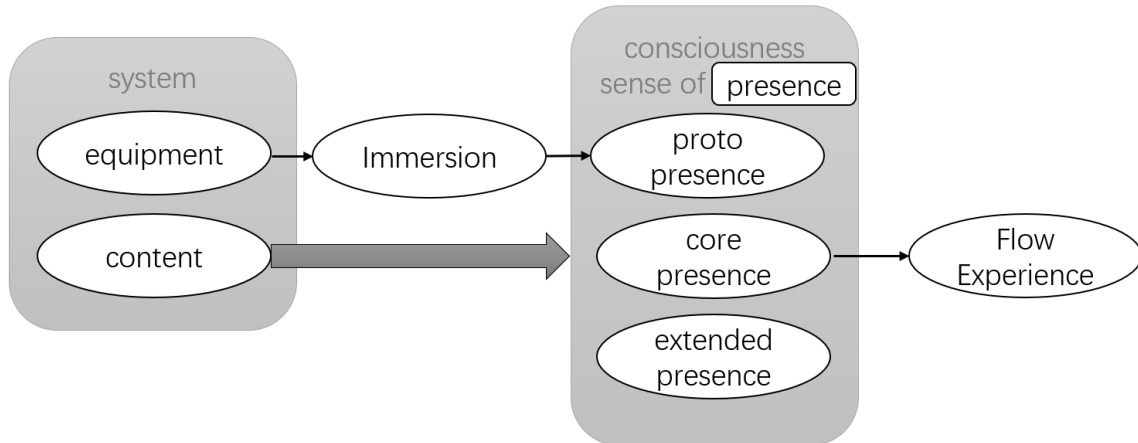 system
equipment
content
Immersion
consciousness
sense of presence
proto
presence
core
presence
extended
presence
Flow
Experience